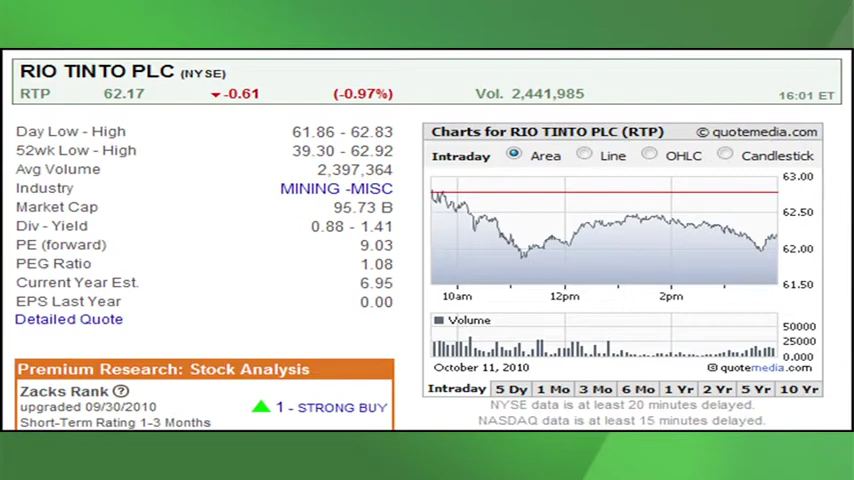 RIO TINTO PLC (NYSE)
RTP 62.17 -0.61 (-0.97%) Vol. 2,441,985 16:01 ET
Day Low - High 61.86 - 62.83
52wk Low - High 39.30 - 62.92
Avg Volume 2,397,364
Industry MINING -MISC
Market Cap 95.73 B
Div - Yield 0.88 - 1.41
PE (forward) 9.03
PEG Ratio 1.08
Current Year Est. 6.95
EPS Last Year 0.00
Detailed Quote
Premium Research: Stock Analysis
Zacks Rank ?
upgraded 09/30/2010 1 - STRONG BUY
Short-Term Rating 1-3 Months
Charts for RIO TINTO PLC (RTP) © quotemedia.com
Intraday Area Line OHLC Candlestick
63.00
62.50
62.00
61.50
10am 12pm 2pm
Volume
50000
25000
0.000
October 11, 2010 © quotemedia.com
Intraday 5 Dy 1 Mo 3 Mo 6 Mo 1 Yr 2 Yr 5 Yr 10 Yr
NYSE data is at least 20 minutes delayed.
NASDAQ data is at least 15 minutes delayed.